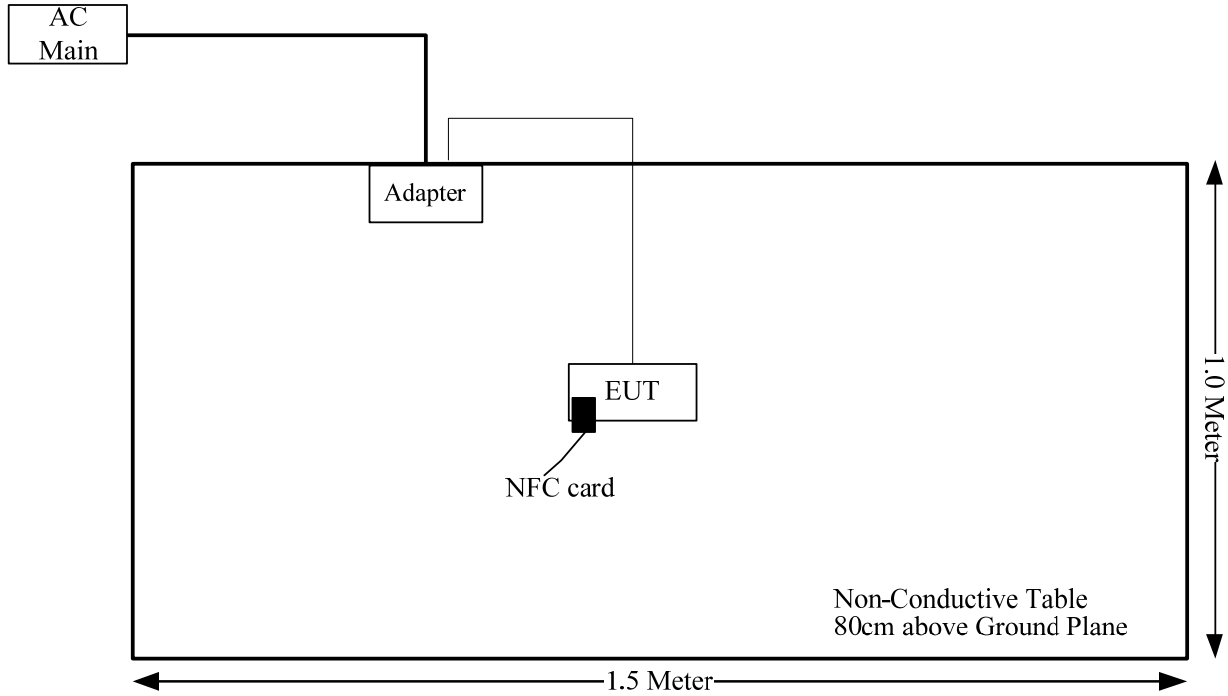 AC
Main
Adapter
EUT
NFC card
1.0 Meter
Non-Conductive Table
80cm above Ground Plane
1.5 Meter